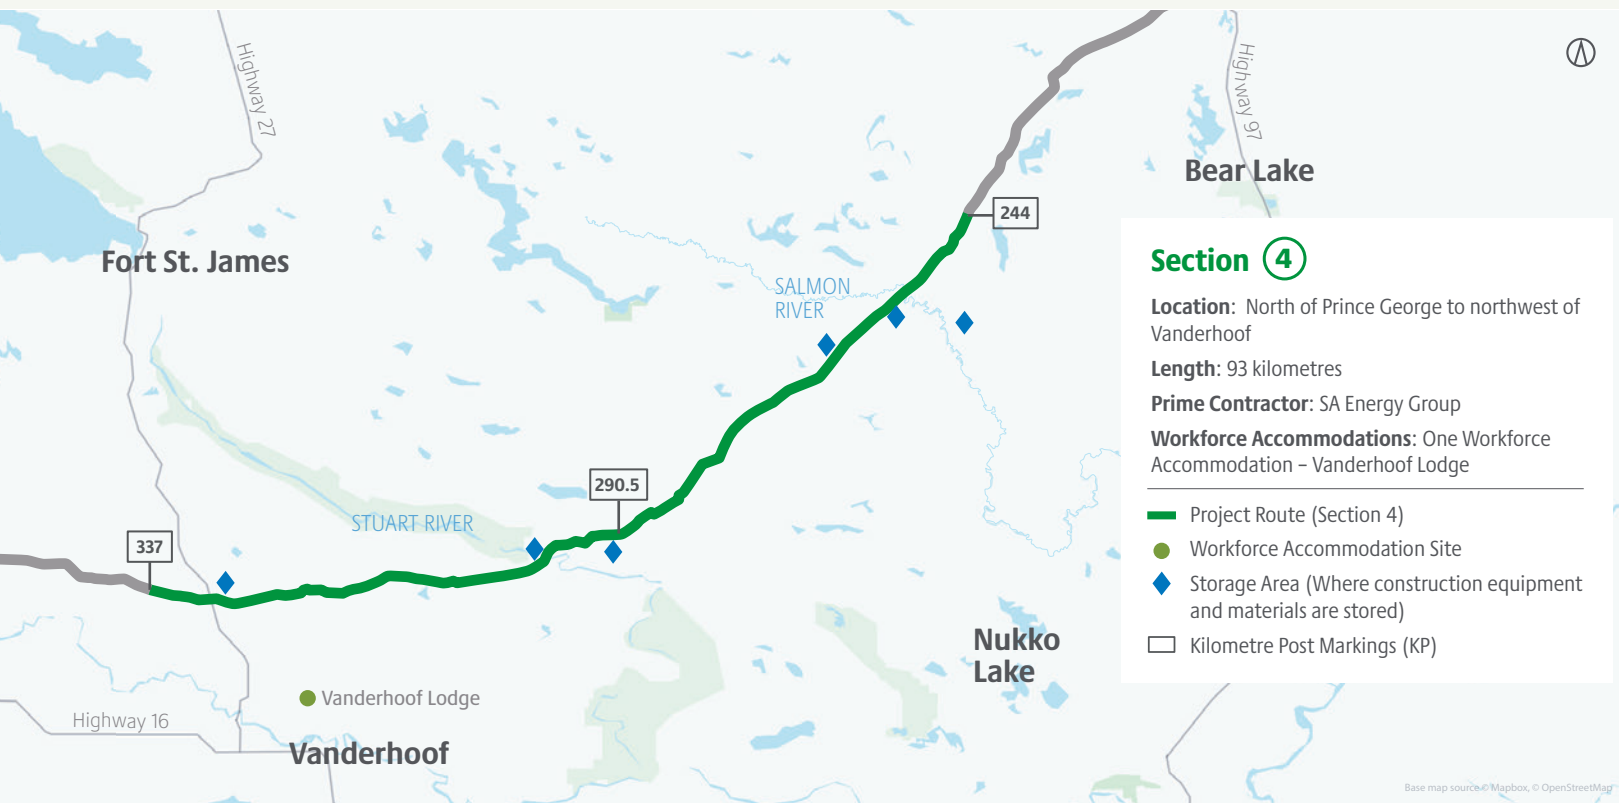 Highway 27
Highway 97
Bear Lake
244
Fort St. James
SALMON
RIVER
290.5
STUART RIVER
337
Nukko
Lake
Vanderhoof Lodge
Highway 16
Vanderhoof
Section 4
Location: North of Prince George to northwest of
Vanderhoof
Length: 93 kilometres
Prime Contractor: SA Energy Group
Workforce Accommodations: One Workforce
Accommodation – Vanderhoof Lodge
Project Route (Section 4)
Workforce Accommodation Site
Storage Area (Where construction equipment
and materials are stored)
Kilometre Post Markings (KP)
Base map source © Mapbox, © OpenStreetMap